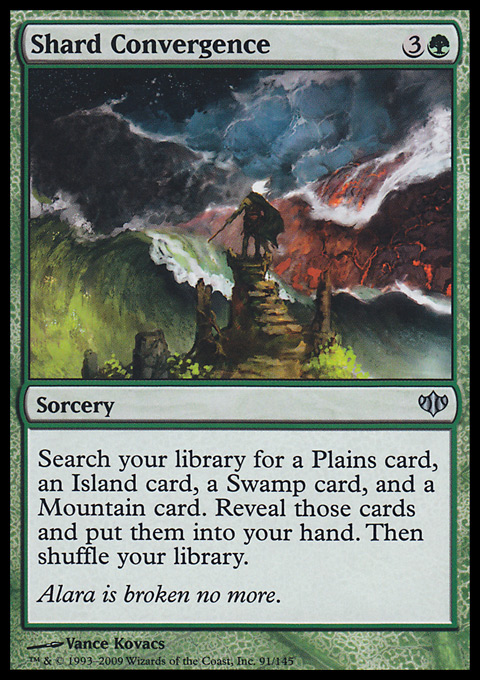 Shard Convergence 3
Sorcery
Search your library for a Plains card,
an Island card, a Swamp card, and a
Mountain card. Reveal those cards
and put them into your hand. Then
shuffle your library.
Alara is broken no more.
Vance Kovacs
™ & © 1993–2009 Wizards of the Coast, Inc. 91/145